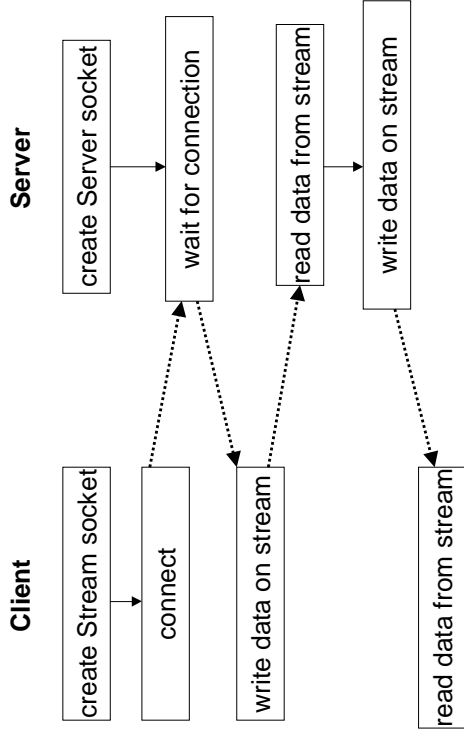 Client
create Stream socket
connect
write data on stream
read data from stream
Server
create Server socket
wait for connection
read data from stream
write data on stream